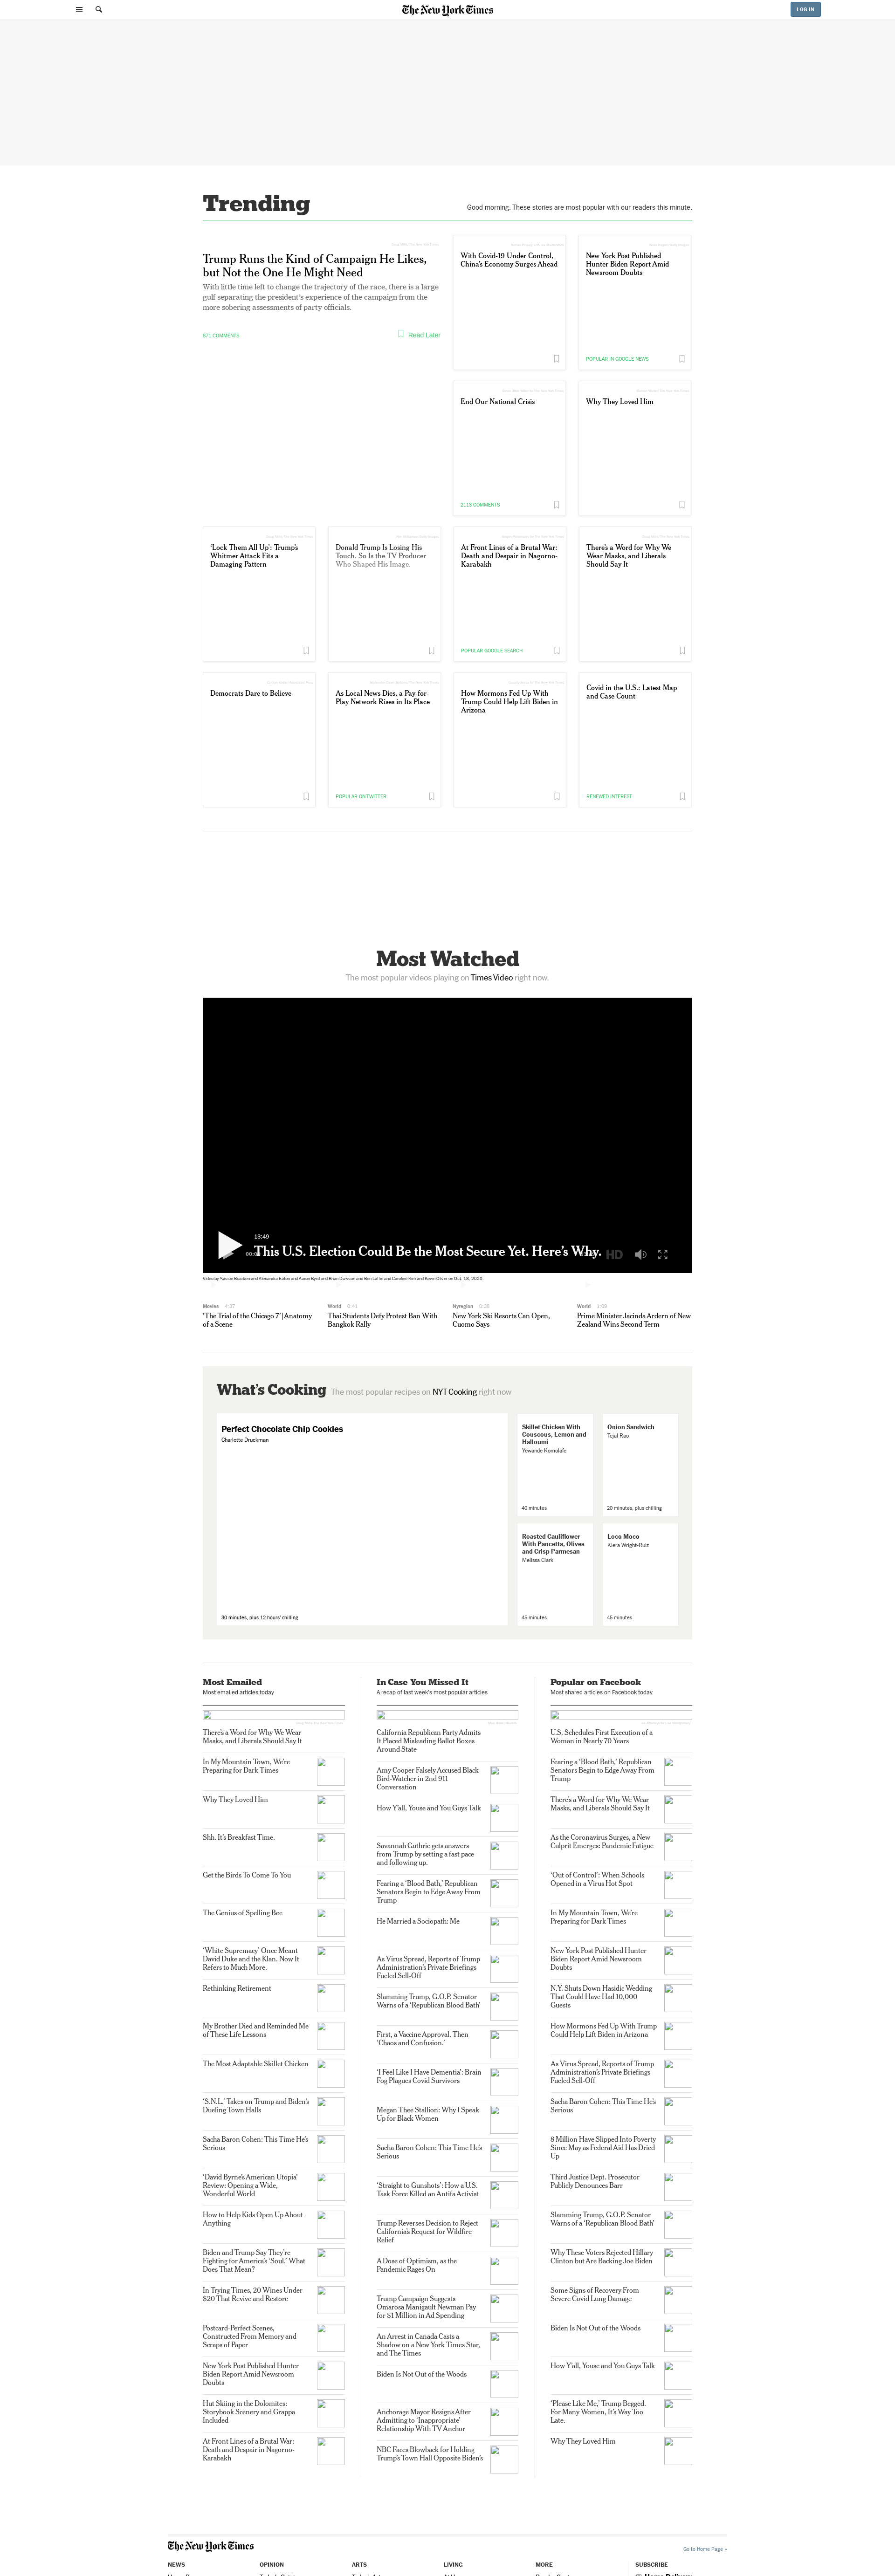 The New York Times
LOG IN
Trending
Good morning. These stories are most popular with our readers this minute.
Trump Runs the Kind of Campaign He Likes,
but Not the One He Might Need
With little time left to change the trajectory of the race, there is a large
gulf separating the president's experience of the campaign from the
more sobering assessments of party officials.
871 COMMENTS
Read Later
With Covid-19 Under Control,
China's Economy Surges Ahead
New York Post Published
Hunter Biden Report Amid
Newsroom Doubts
POPULAR IN GOOGLE NEWS
End Our National Crisis
2113 COMMENTS
Why They Loved Him
'Lock Them All Up': Trump's
Whitmer Attack Fits a
Damaging Pattern
Donald Trump Is Losing His
Touch. So Is the TV Producer
Who Shaped His Image.
At Front Lines of a Brutal War:
Death and Despair in Nagorno-
Karabakh
POPULAR GOOGLE SEARCH
There's a Word for Why We
Wear Masks, and Liberals
Should Say It
Democrats Dare to Believe
As Local News Dies, a Pay-for-
Play Network Rises in Its Place
POPULAR ON TWITTER
How Mormons Fed Up With
Trump Could Help Lift Biden in
Arizona
Covid in the U.S.: Latest Map
and Case Count
RENEWED INTEREST
Most Watched
The most popular videos playing on Times Video right now.
13:49
This U.S. Election Could Be the Most Secure Yet. Here's Why.
HD
Video by Kassie Bracken and Alexandra Eaton and Aaron Byrd and Brian Dawson and Ben Laffin and Caroline Kim and Kevin Oliver on Oct. 18, 2020.
Movies 4:37
'The Trial of the Chicago 7' | Anatomy
of a Scene
World 0:41
Thai Students Defy Protest Ban With
Bangkok Rally
Nyregion 0:38
New York Ski Resorts Can Open,
Cuomo Says
World 1:09
Prime Minister Jacinda Ardern of New
Zealand Wins Second Term
What's Cooking The most popular recipes on NYT Cooking right now
Perfect Chocolate Chip Cookies
Charlotte Druckman
30 minutes, plus 12 hours' chilling
Skillet Chicken With
Couscous, Lemon and
Halloumi
Yewande Komolafe
40 minutes
Onion Sandwich
Tejal Rao
20 minutes, plus chilling
Roasted Cauliflower
With Pancetta, Olives
and Crisp Parmesan
Melissa Clark
45 minutes
Loco Moco
Kiera Wright-Ruiz
45 minutes
Most Emailed
Most emailed articles today
There's a Word for Why We Wear
Masks, and Liberals Should Say It
In My Mountain Town, We're
Preparing for Dark Times
Why They Loved Him
Shh. It's Breakfast Time.
Get the Birds To Come To You
The Genius of Spelling Bee
'White Supremacy' Once Meant
David Duke and the Klan. Now It
Refers to Much More.
Rethinking Retirement
My Brother Died and Reminded Me
of These Life Lessons
The Most Adaptable Skillet Chicken
'S.N.L.' Takes on Trump and Biden's
Dueling Town Halls
Sacha Baron Cohen: This Time He's
Serious
'David Byrne's American Utopia'
Review: Opening a Wide,
Wonderful World
How to Help Kids Open Up About
Anything
Biden and Trump Say They're
Fighting for America's 'Soul.' What
Does That Mean?
In Trying Times, 20 Wines Under
$20 That Revive and Restore
Postcard-Perfect Scenes,
Constructed From Memory and
Scraps of Paper
New York Post Published Hunter
Biden Report Amid Newsroom
Doubts
Hut Skiing in the Dolomites:
Storybook Scenery and Grappa
Included
At Front Lines of a Brutal War:
Death and Despair in Nagorno-
Karabakh
In Case You Missed It
A recap of last week's most popular articles
California Republican Party Admits
It Placed Misleading Ballot Boxes
Around State
Amy Cooper Falsely Accused Black
Bird-Watcher in 2nd 911
Conversation
How Y'all, Youse and You Guys Talk
Savannah Guthrie gets answers
from Trump by setting a fast pace
and following up.
Fearing a 'Blood Bath,' Republican
Senators Begin to Edge Away From
Trump
He Married a Sociopath: Me
As Virus Spread, Reports of Trump
Administration's Private Briefings
Fueled Sell-Off
Slamming Trump, G.O.P. Senator
Warns of a 'Republican Blood Bath'
First, a Vaccine Approval. Then
'Chaos and Confusion.'
'I Feel Like I Have Dementia': Brain
Fog Plagues Covid Survivors
Megan Thee Stallion: Why I Speak
Up for Black Women
Sacha Baron Cohen: This Time He's
Serious
'Straight to Gunshots': How a U.S.
Task Force Killed an Antifa Activist
Trump Reverses Decision to Reject
California's Request for Wildfire
Relief
A Dose of Optimism, as the
Pandemic Rages On
Trump Campaign Suggests
Omarosa Manigault Newman Pay
for $1 Million in Ad Spending
An Arrest in Canada Casts a
Shadow on a New York Times Star,
and The Times
Biden Is Not Out of the Woods
Anchorage Mayor Resigns After
Admitting to 'Inappropriate'
Relationship With TV Anchor
NBC Faces Blowback for Holding
Trump's Town Hall Opposite Biden's
Popular on Facebook
Most shared articles on Facebook today
U.S. Schedules First Execution of a
Woman in Nearly 70 Years
Fearing a 'Blood Bath,' Republican
Senators Begin to Edge Away From
Trump
There's a Word for Why We Wear
Masks, and Liberals Should Say It
As the Coronavirus Surges, a New
Culprit Emerges: Pandemic Fatigue
'Out of Control': When Schools
Opened in a Virus Hot Spot
In My Mountain Town, We're
Preparing for Dark Times
New York Post Published Hunter
Biden Report Amid Newsroom
Doubts
N.Y. Shuts Down Hasidic Wedding
That Could Have Had 10,000
Guests
How Mormons Fed Up With Trump
Could Help Lift Biden in Arizona
As Virus Spread, Reports of Trump
Administration's Private Briefings
Fueled Sell-Off
Sacha Baron Cohen: This Time He's
Serious
8 Million Have Slipped Into Poverty
Since May as Federal Aid Has Dried
Up
Third Justice Dept. Prosecutor
Publicly Denounces Barr
Slamming Trump, G.O.P. Senator
Warns of a 'Republican Blood Bath'
Why These Voters Rejected Hillary
Clinton but Are Backing Joe Biden
Some Signs of Recovery From
Severe Covid Lung Damage
Biden Is Not Out of the Woods
How Y'all, Youse and You Guys Talk
'Please Like Me,' Trump Begged.
For Many Women, It's Way Too
Late.
Why They Loved Him
The New York Times
Go to Home Page »
NEWS
OPINION
ARTS
LIVING
MORE
SUBSCRIBE